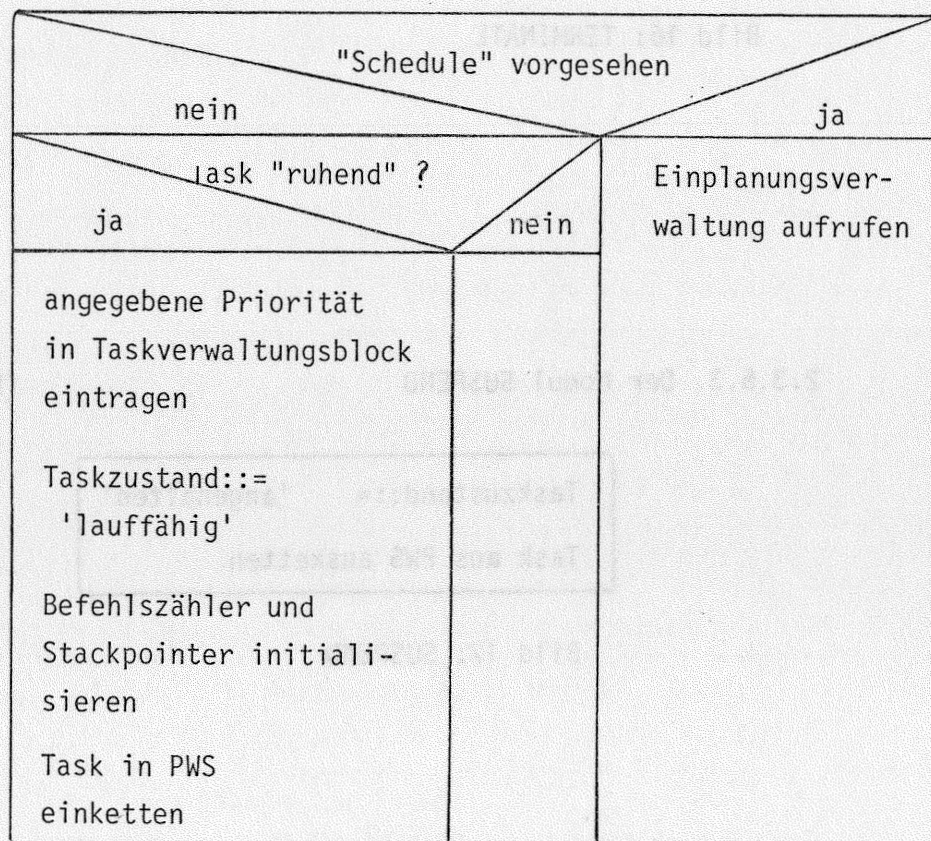 "Schedule" vorgesehen
nein
ja
Task "ruhend" ?
ja
nein
Einplanungsver-
waltung aufrufen
angegebene Priorität
in Taskverwaltungsblock
eintragen
Taskzustand::=
'lauffähig'
Befehlszähler und
Stackpointer initiali-
sieren
Task in PWS
einketten